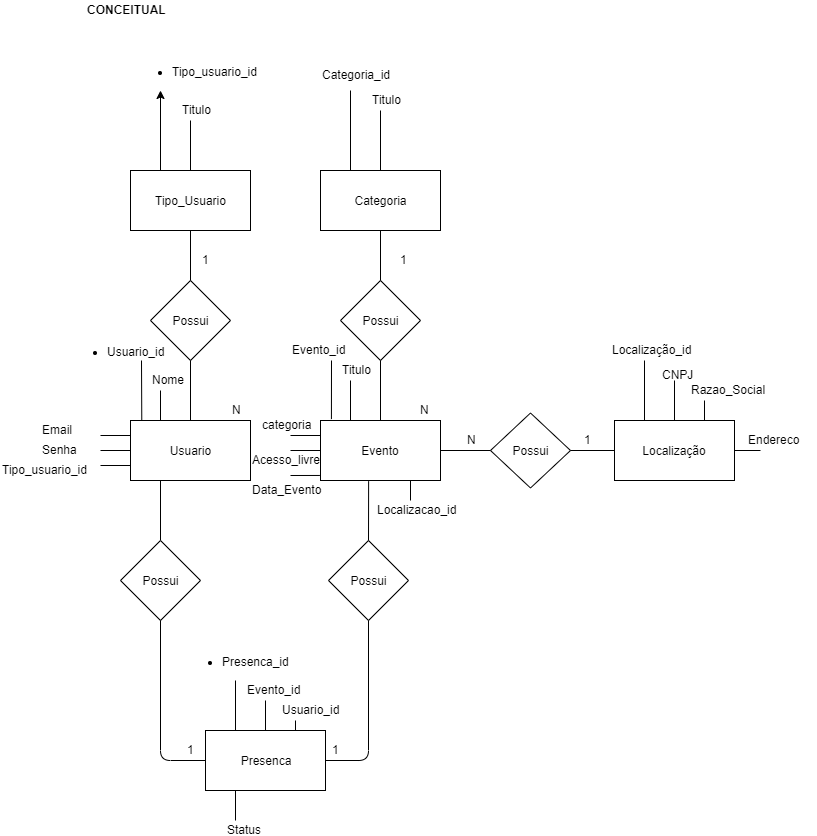 CONCEITUAL
Tipo_usuario_id
Titulo
Categoria_id
Titulo
Tipo_Usuario
Categoria
1
1
Possui
Possui
Usuario_id
Nome
N
Email
Senha
Tipo_usuario_id
Usuario
Evento_id
Titulo
N
categoria
Acesso_livre
Data_Evento
Evento
Localizacao_id
N
Possui
1
Localização_id
CNPJ
Razao_Social
Localização
Endereco
Possui
Possui
Presenca_id
Evento_id
Usuario_id
1
Presenca
1
Status